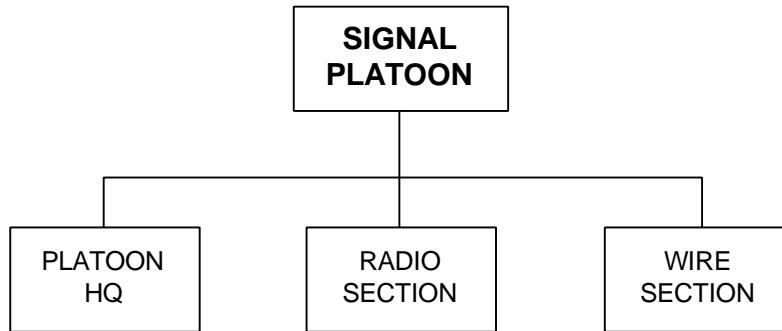 SIGNAL
PLATOON
PLATOON
HQ
RADIO
SECTION
WIRE
SECTION